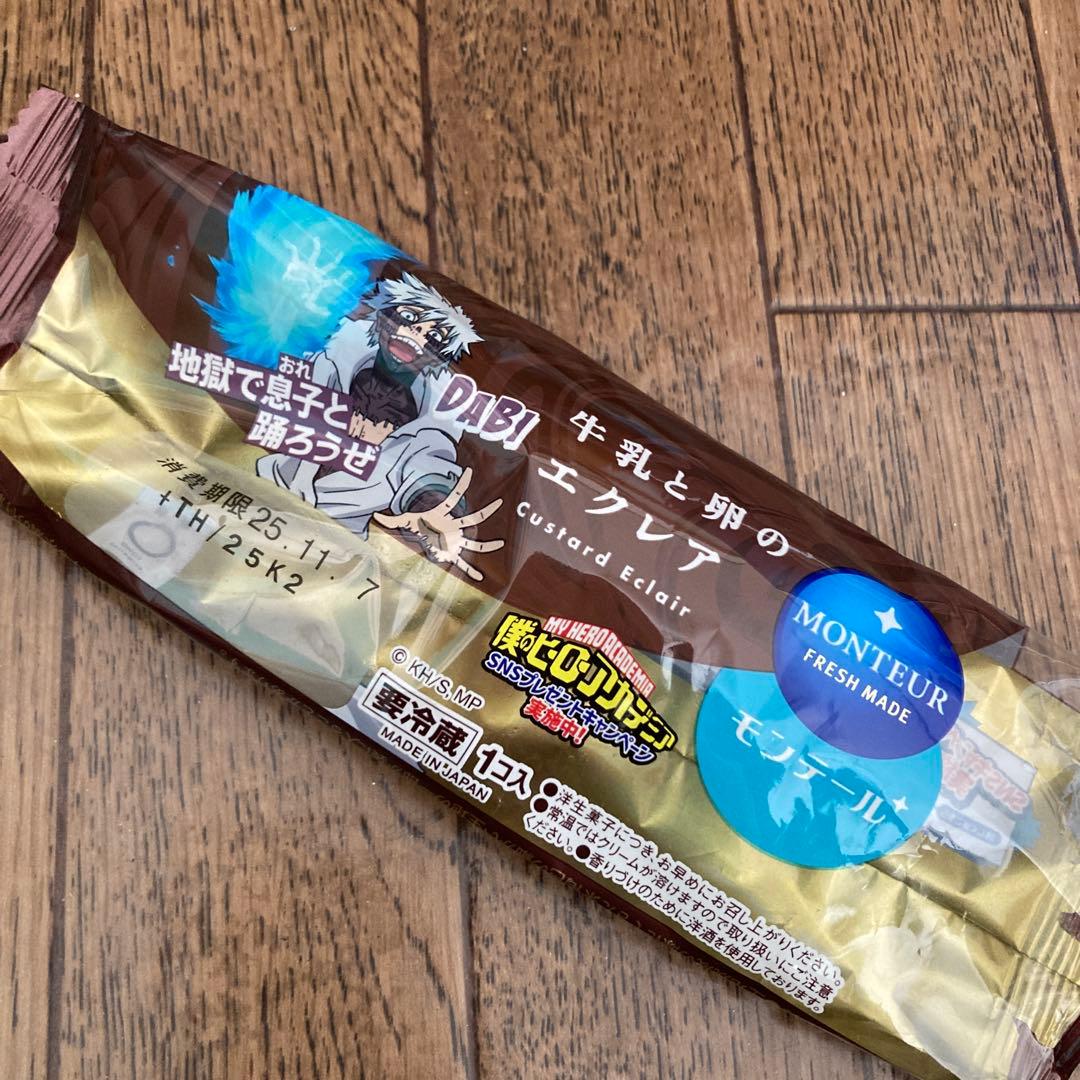 おれ
地獄で息子と
踊ろうぜ
DABI
牛乳と卵の
エクレア
Custard Eclair
消費期限25.11. 7
+TH/25K2
MONTEUR
FRESH MADE
モンテール
MY HERO ACADEMIA
僕のヒーローアカデミア
SNSプレゼントキャンペーン
実施中!
© KH/S, MP
要冷蔵
1コ入
MADE IN JAPAN
●洋生菓子につき、お早めにお召し上がりください。
●常温ではクリームが溶けますので取り扱いにご注意
ください。●香りづけのために洋酒を使用しております。